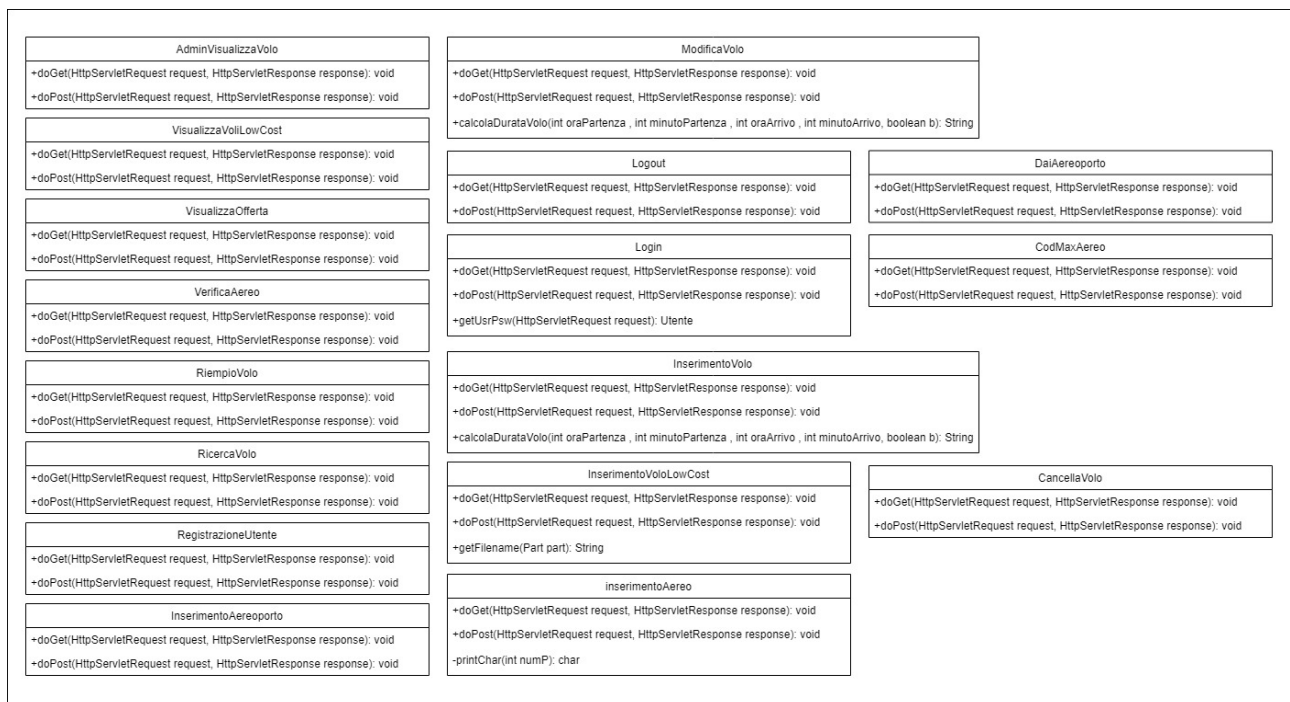 AdminVisualizzaVolo
+doGet(HttpServletRequest request, HttpServletResponse response): void
+doPost(HttpServletRequest request, HttpServletResponse response): void
VisualizzaVoliLowCost
+doGet(HttpServletRequest request, HttpServletResponse response): void
+doPost(HttpServletRequest request, HttpServletResponse response): void
VisualizzaOfferta
+doGet(HttpServletRequest request, HttpServletResponse response): void
+doPost(HttpServletRequest request, HttpServletResponse response): void
VerificaAereo
+doGet(HttpServletRequest request, HttpServletResponse response): void
+doPost(HttpServletRequest request, HttpServletResponse response): void
RiempioVolo
+doGet(HttpServletRequest request, HttpServletResponse response): void
+doPost(HttpServletRequest request, HttpServletResponse response): void
RicercaVolo
+doGet(HttpServletRequest request, HttpServletResponse response): void
+doPost(HttpServletRequest request, HttpServletResponse response): void
RegistrazioneUtente
+doGet(HttpServletRequest request, HttpServletResponse response): void
+doPost(HttpServletRequest request, HttpServletResponse response): void
InserimentoAereoporto
+doGet(HttpServletRequest request, HttpServletResponse response): void
+doPost(HttpServletRequest request, HttpServletResponse response): void
ModificaVolo
+doGet(HttpServletRequest request, HttpServletResponse response): void
+doPost(HttpServletRequest request, HttpServletResponse response): void
+calcolaDurataVolo(int oraPartenza , int minutoPartenza , int oraArrivo , int minutoArrivo, boolean b): String
Logout
+doGet(HttpServletRequest request, HttpServletResponse response): void
+doPost(HttpServletRequest request, HttpServletResponse response): void
Login
+doGet(HttpServletRequest request, HttpServletResponse response): void
+doPost(HttpServletRequest request, HttpServletResponse response): void
+getUsrPsw(HttpServletRequest request): Utente
InserimentoVolo
+doGet(HttpServletRequest request, HttpServletResponse response): void
+doPost(HttpServletRequest request, HttpServletResponse response): void
+calcolaDurataVolo(int oraPartenza , int minutoPartenza , int oraArrivo , int minutoArrivo, boolean b): String
InserimentoVoloLowCost
+doGet(HttpServletRequest request, HttpServletResponse response): void
+doPost(HttpServletRequest request, HttpServletResponse response): void
+getFilename(Part part): String
inserimentoAereo
+doGet(HttpServletRequest request, HttpServletResponse response): void
+doPost(HttpServletRequest request, HttpServletResponse response): void
-printChar(int numP): char
DaiAereoporto
+doGet(HttpServletRequest request, HttpServletResponse response): void
+doPost(HttpServletRequest request, HttpServletResponse response): void
CodMaxAereo
+doGet(HttpServletRequest request, HttpServletResponse response): void
+doPost(HttpServletRequest request, HttpServletResponse response): void
CancellaVolo
+doGet(HttpServletRequest request, HttpServletResponse response): void
+doPost(HttpServletRequest request, HttpServletResponse response): void